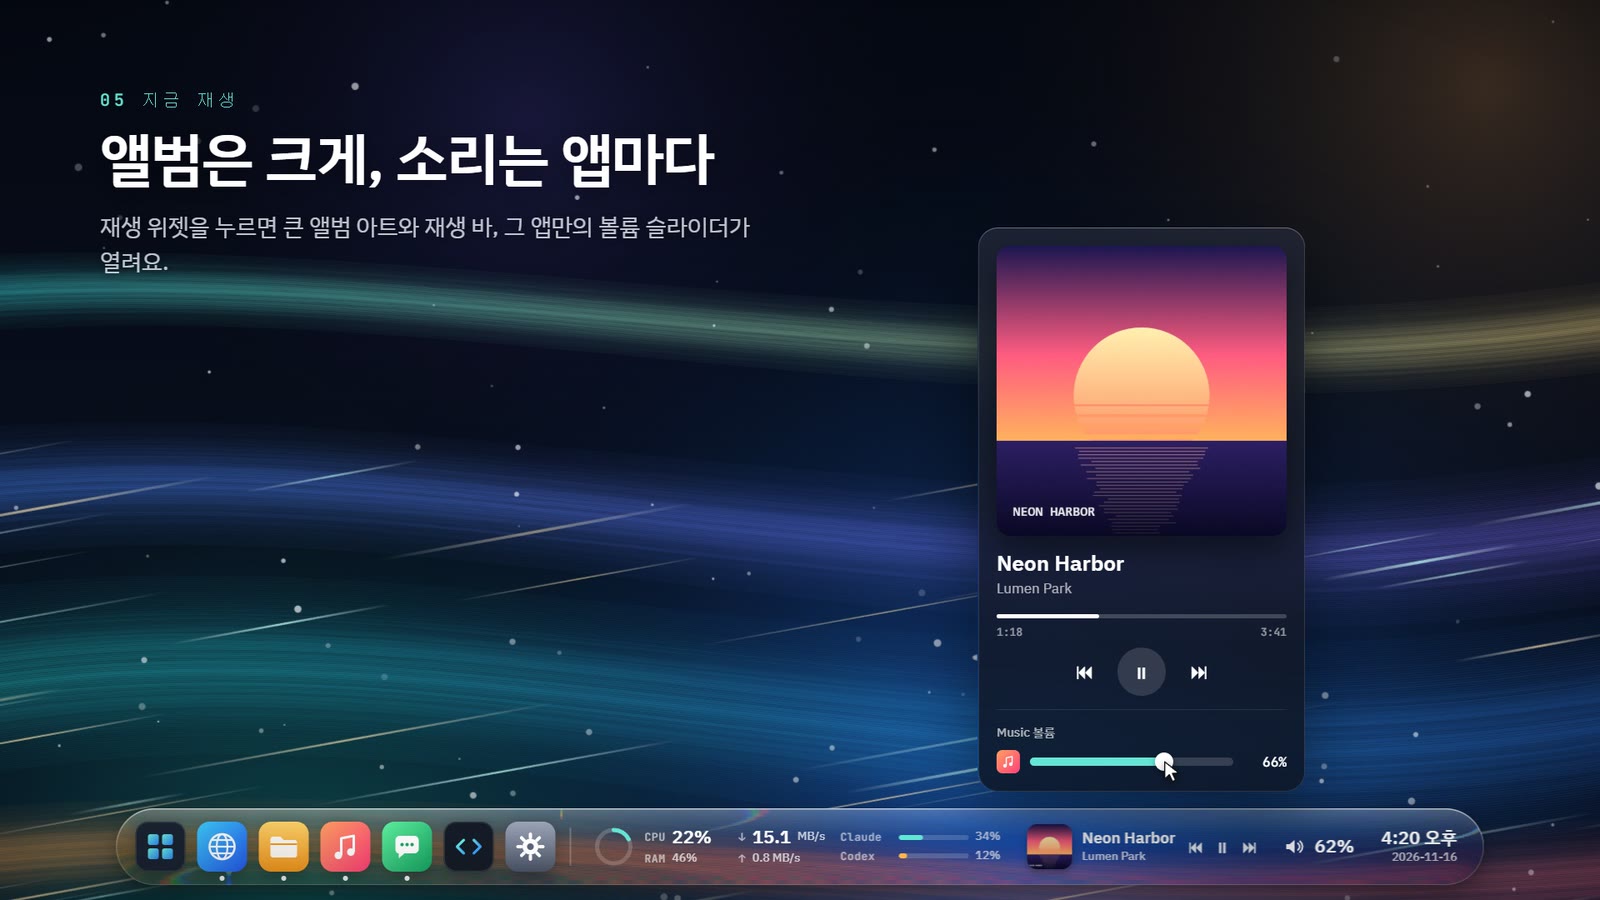 05 지금 재생
앨범은 크게, 소리는 앱마다
재생 위젯을 누르면 큰 앨범 아트와 재생 바, 그 앱만의 볼륨 슬라이더가
열려요.
NEON HARBOR
Neon Harbor
Lumen Park
1:18 3:41
Music 볼륨
66%
CPU 22%
RAM 46%
↓ 15.1 MB/s
↑ 0.8 MB/s
Claude 34%
Codex 12%
Neon Harbor
Lumen Park
62%
4:20 오후
2026-11-16